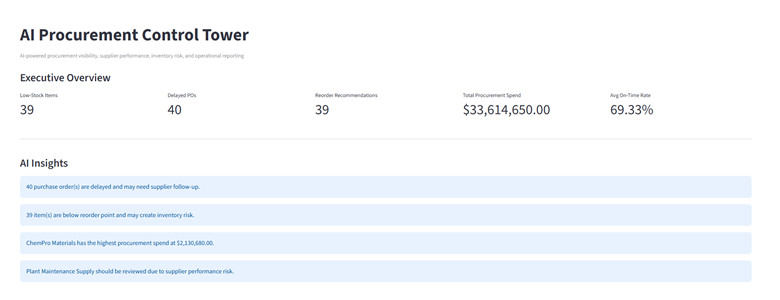 AI Procurement Control Tower
AI-powered procurement visibility, supplier performance, inventory risk, and operational reporting
Executive Overview
Low-Stock Items
39
Delayed POs
40
Reorder Recommendations
39
Total Procurement Spend
$33,614,650.00
Avg On-Time Rate
69.33%
AI Insights
40 purchase order(s) are delayed and may need supplier follow-up.
39 item(s) are below reorder point and may create inventory risk.
ChemPro Materials has the highest procurement spend at $2,130,680.00.
Plant Maintenance Supply should be reviewed due to supplier performance risk.